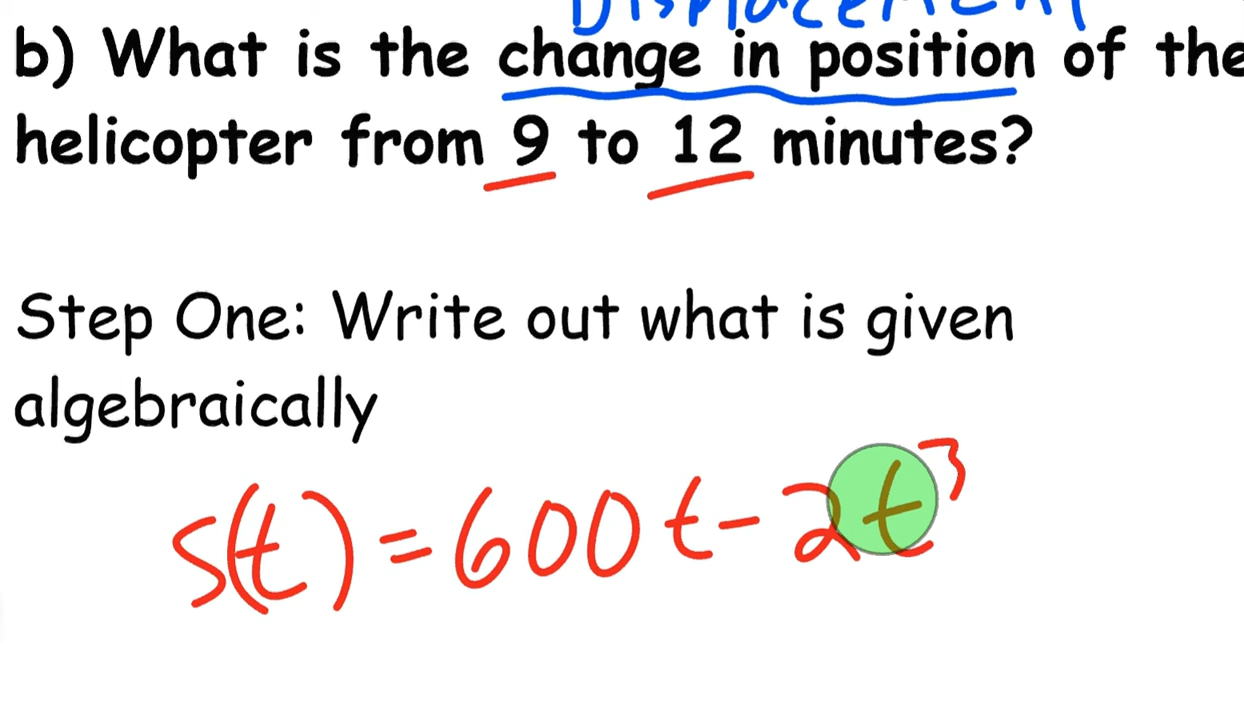 Displacement
b) What is the change in position of the
helicopter from 9 to 12 minutes?
Step One: Write out what is given
algebraically
s(t) = 600t - 2t³